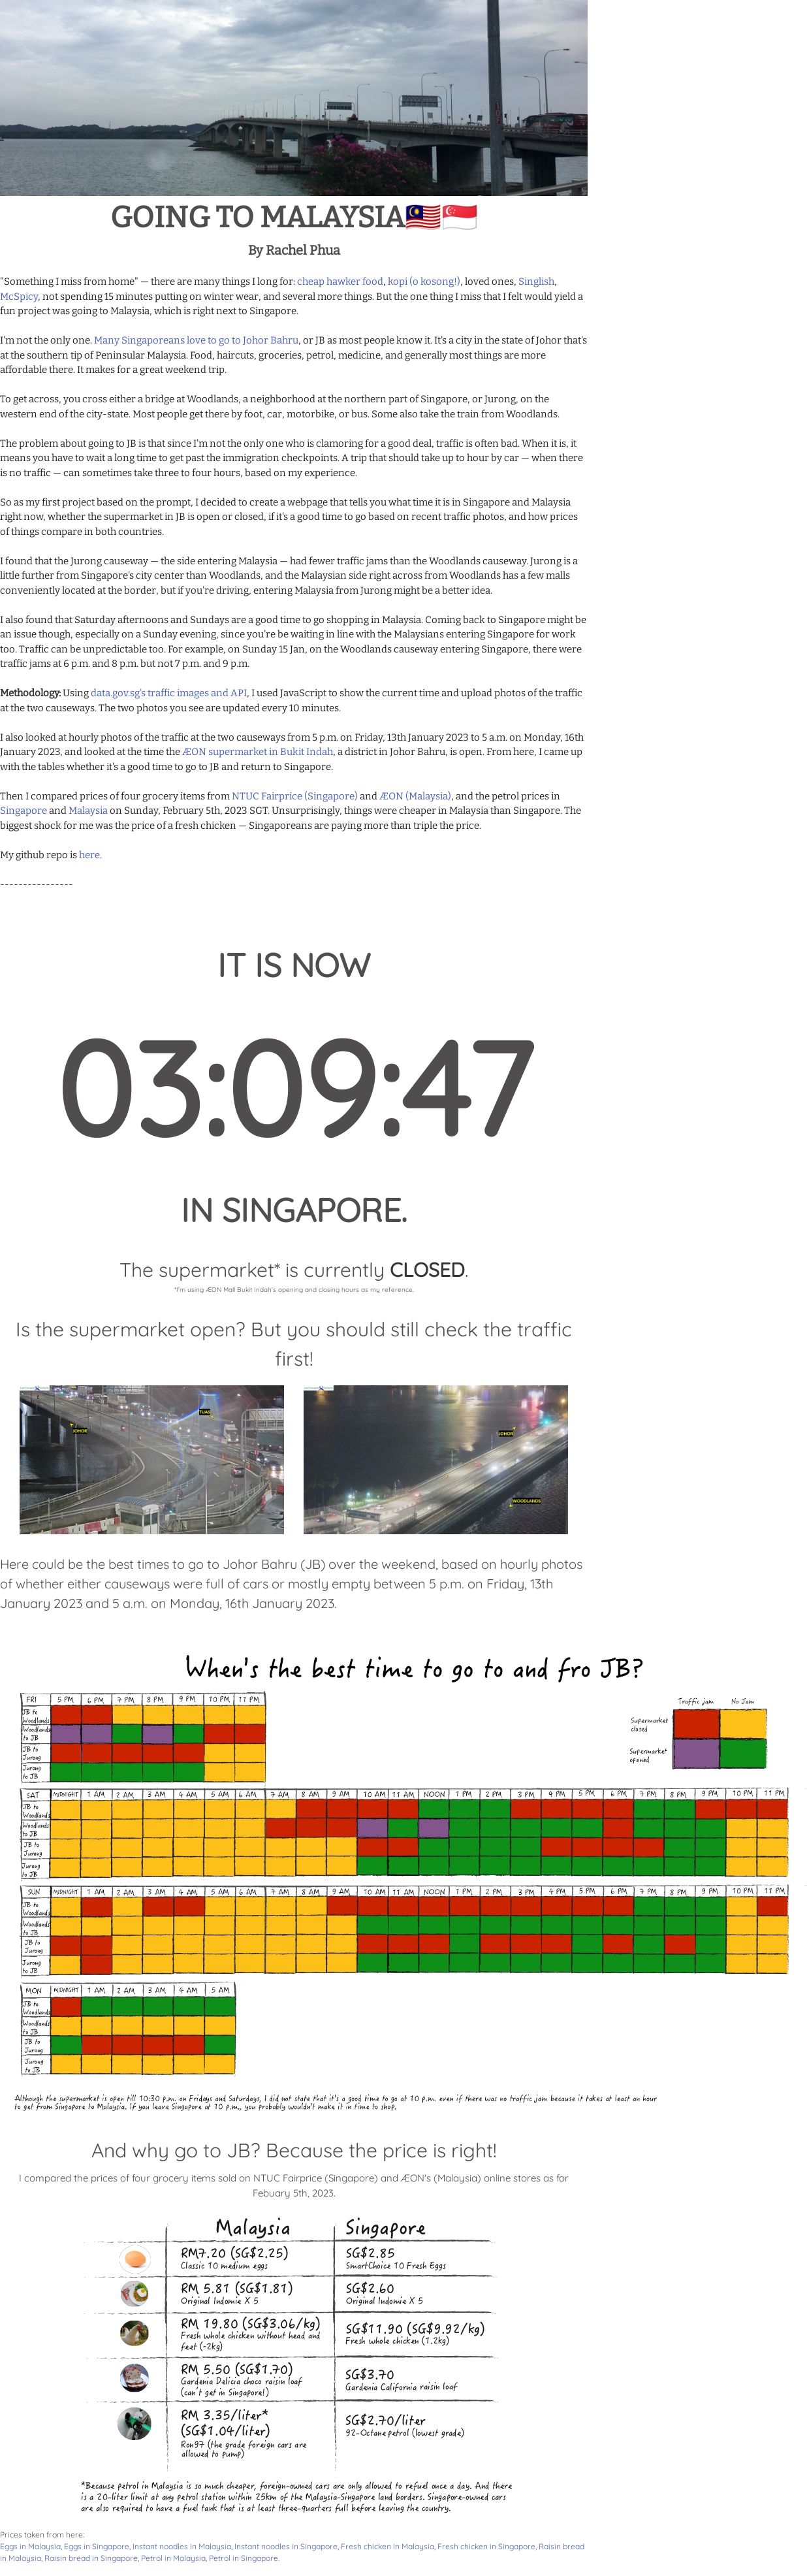 GOING TO MALAYSIA🇲🇾🇸🇬
By Rachel Phua
"Something I miss from home" — there are many things I long for: cheap hawker food, kopi (o kosong!), loved ones, Singlish,
McSpicy, not spending 15 minutes putting on winter wear, and several more things. But the one thing I miss that I felt would yield a
fun project was going to Malaysia, which is right next to Singapore.
I'm not the only one. Many Singaporeans love to go to Johor Bahru, or JB as most people know it. It's a city in the state of Johor that's
at the southern tip of Peninsular Malaysia. Food, haircuts, groceries, petrol, medicine, and generally most things are more
affordable there. It makes for a great weekend trip.
To get across, you cross either a bridge at Woodlands, a neighborhood at the northern part of Singapore, or Jurong, on the
western end of the city-state. Most people get there by foot, car, motorbike, or bus. Some also take the train from Woodlands.
The problem about going to JB is that since I'm not the only one who is clamoring for a good deal, traffic is often bad. When it is, it
means you have to wait a long time to get past the immigration checkpoints. A trip that should take up to hour by car — when there
is no traffic — can sometimes take three to four hours, based on my experience.
So as my first project based on the prompt, I decided to create a webpage that tells you what time it is in Singapore and Malaysia
right now, whether the supermarket in JB is open or closed, if it's a good time to go based on recent traffic photos, and how prices
of things compare in both countries.
I found that the Jurong causeway — the side entering Malaysia — had fewer traffic jams than the Woodlands causeway. Jurong is a
little further from Singapore's city center than Woodlands, and the Malaysian side right across from Woodlands has a few malls
conveniently located at the border, but if you're driving, entering Malaysia from Jurong might be a better idea.
I also found that Saturday afternoons and Sundays are a good time to go shopping in Malaysia. Coming back to Singapore might be
an issue though, especially on a Sunday evening, since you're be waiting in line with the Malaysians entering Singapore for work
too. Traffic can be unpredictable too. For example, on Sunday 15 Jan, on the Woodlands causeway entering Singapore, there were
traffic jams at 6 p.m. and 8 p.m. but not 7 p.m. and 9 p.m.
Methodology: Using data.gov.sg's traffic images and API, I used JavaScript to show the current time and upload photos of the traffic
at the two causeways. The two photos you see are updated every 10 minutes.
I also looked at hourly photos of the traffic at the two causeways from 5 p.m. on Friday, 13th January 2023 to 5 a.m. on Monday, 16th
January 2023, and looked at the time the ÆON supermarket in Bukit Indah, a district in Johor Bahru, is open. From here, I came up
with the tables whether it's a good time to go to JB and return to Singapore.
Then I compared prices of four grocery items from NTUC Fairprice (Singapore) and ÆON (Malaysia), and the petrol prices in
Singapore and Malaysia on Sunday, February 5th, 2023 SGT. Unsurprisingly, things were cheaper in Malaysia than Singapore. The
biggest shock for me was the price of a fresh chicken — Singaporeans are paying more than triple the price.
My github repo is here.
----------------
IT IS NOW
03:09:47
IN SINGAPORE.
The supermarket* is currently CLOSED.
*I'm using ÆON Mall Bukit Indah's opening and closing hours as my reference.
Is the supermarket open? But you should still check the traffic
first!
JOHOR TUAS
JOHOR
WOODLANDS
Here could be the best times to go to Johor Bahru (JB) over the weekend, based on hourly photos
of whether either causeways were full of cars or mostly empty between 5 p.m. on Friday, 13th
January 2023 and 5 a.m. on Monday, 16th January 2023.
When's the best time to go to and fro JB?
Traffic jam No Jam
Supermarket closed
Supermarket opened
FRI 5 PM 6 PM 7 PM 8 PM 9 PM 10 PM 11 PM
JB to Woodlands
Woodlands to JB
JB to Jurong
Jurong to JB
SAT MIDNIGHT 1 AM 2 AM 3 AM 4 AM 5 AM 6 AM 7 AM 8 AM 9 AM 10 AM 11 AM NOON 1 PM 2 PM 3 PM 4 PM 5 PM 6 PM 7 PM 8 PM 9 PM 10 PM 11 PM
JB to Woodlands
Woodlands to JB
JB to Jurong
Jurong to JB
SUN MIDNIGHT 1 AM 2 AM 3 AM 4 AM 5 AM 6 AM 7 AM 8 AM 9 AM 10 AM 11 AM NOON 1 PM 2 PM 3 PM 4 PM 5 PM 6 PM 7 PM 8 PM 9 PM 10 PM 11 PM
JB to Woodlands
Woodlands to JB
JB to Jurong
Jurong to JB
MON MIDNIGHT 1 AM 2 AM 3 AM 4 AM 5 AM
JB to Woodlands
Woodlands to JB
JB to Jurong
Jurong to JB
Although the supermarket is open till 10:30 p.m. on Fridays and Saturdays, I did not state that it's a good time to go at 10 p.m. even if there was no traffic jam because it takes at least an hour
to get from Singapore to Malaysia. If you leave Singapore at 10 p.m., you probably wouldn't make it in time to shop.
And why go to JB? Because the price is right!
I compared the prices of four grocery items sold on NTUC Fairprice (Singapore) and ÆON's (Malaysia) online stores as for
Febuary 5th, 2023.
Malaysia Singapore
RM7.20 (SG$2.25) SG$2.85
Classic 10 medium eggs SmartChoice 10 Fresh Eggs
RM 5.81 (SG$1.81) SG$2.60
Original Indomie X 5 Original Indomie X 5
RM 19.80 (SG$3.06/kg) SG$11.90 (SG$9.92/kg)
Fresh whole chicken without head and Fresh whole chicken (1.2kg)
feet (~2kg)
RM 5.50 (SG$1.70) SG$3.70
Gardenia Delicia choco raisin loaf Gardenia California raisin loaf
(can't get in Singapore!)
RM 3.35/liter* SG$2.70/liter
(SG$1.04/liter) 92-Octane petrol (lowest grade)
Ron97 (the grade foreign cars are
allowed to pump)
*Because petrol in Malaysia is so much cheaper, foreign-owned cars are only allowed to refuel once a day. And there
is a 20-liter limit at any petrol station within 25km of the Malaysia-Singapore land borders. Singapore-owned cars
are also required to have a fuel tank that is at least three-quarters full before leaving the country.
Prices taken from here:
Eggs in Malaysia, Eggs in Singapore, Instant noodles in Malaysia, Instant noodles in Singapore, Fresh chicken in Malaysia, Fresh chicken in Singapore, Raisin bread
in Malaysia, Raisin bread in Singapore, Petrol in Malaysia, Petrol in Singapore.